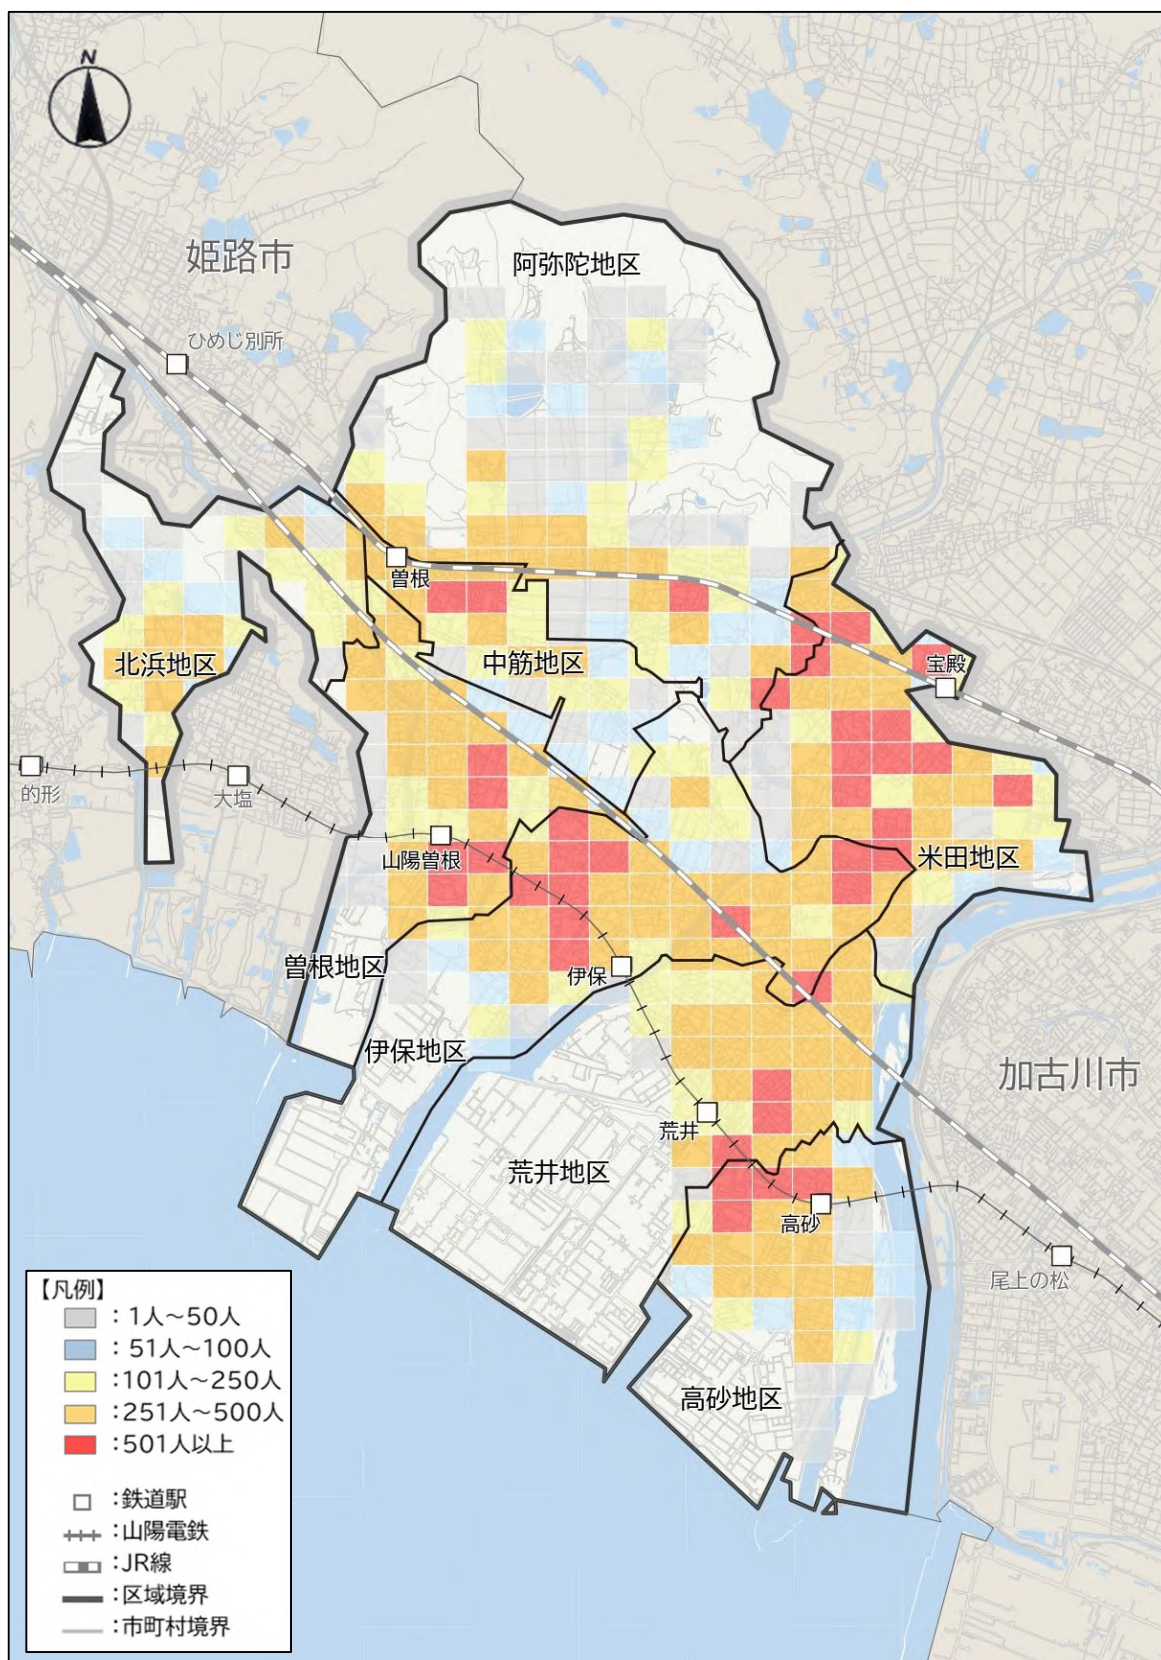 N
姫路市
阿弥陀地区
ひめじ別所
曽根
北浜地区
中筋地区
宝殿
的形
大塩
山陽曽根
米田地区
曽根地区
伊保
伊保地区
加古川市
荒井
荒井地区
高砂
尾上の松
高砂地区
【凡例】
：1人～50人
：51人～100人
：101人～250人
：251人～500人
：501人以上
：鉄道駅
：山陽電鉄
：JR線
：区域境界
：市町村境界